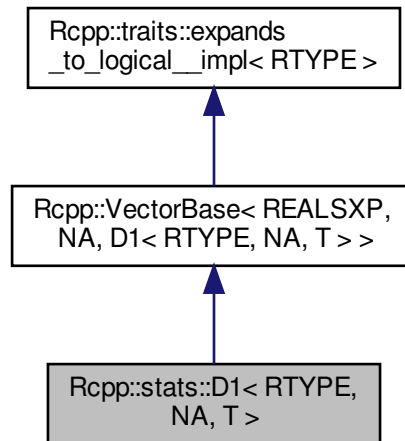 Rcpp::traits::expands
_to_logical__impl< RTYPE >
Rcpp::VectorBase< REALSXP,
NA, D1< RTYPE, NA, T > >
Rcpp::stats::D1< RTYPE,
NA, T >